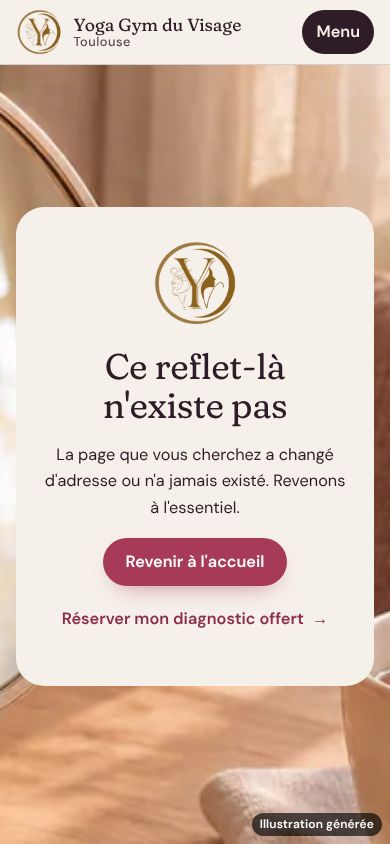 Yoga Gym du Visage
Toulouse
Menu
Ce reflet-là
n'existe pas
La page que vous cherchez a changé
d'adresse ou n'a jamais existé. Revenons
à l'essentiel.
Revenir à l'accueil
Réserver mon diagnostic offert →
Illustration générée